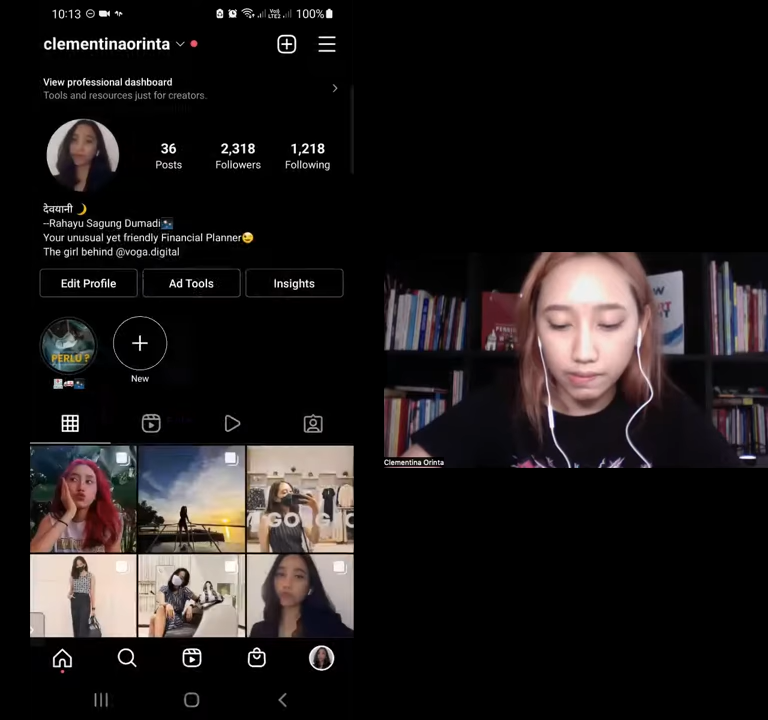 10:13
VoB
LTE2
100%
clementinaorinta
View professional dashboard
Tools and resources just for creators.
36
2,318
1,218
Posts
Followers
Following
देवयानी 🌙
--Rahayu Sagung Dumadi
Your unusual yet friendly Financial Planner😉
The girl behind @voga.digital
Edit Profile
Ad Tools
Insights
PERLU ?
New
Clementina Orinta